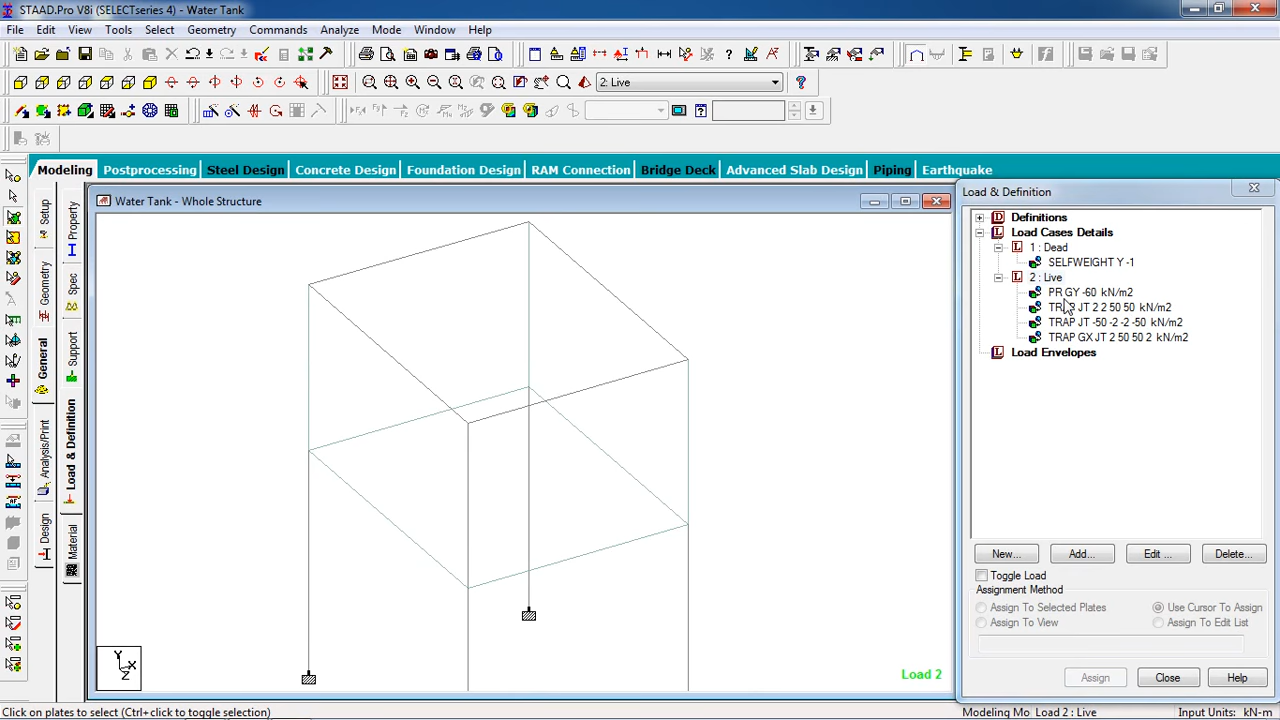 STAAD.Pro V8i (SELECTseries 4) - Water Tank
File Edit View Tools Select Geometry Commands Analyze Mode Window Help
2: Live
Modeling Postprocessing Steel Design Concrete Design Foundation Design RAM Connection Bridge Deck Advanced Slab Design Piping Earthquake
Setup
Geometry
General
Analysis/Print
Design
Property
Spec
Support
Load & Definition
Material
Water Tank - Whole Structure
Y
X
Z
Load 2
Load & Definition
Definitions
Load Cases Details
1 : Dead
SELFWEIGHT Y -1
2 : Live
PR GY -60 kN/m2
TRAP JT 2 2 50 50 kN/m2
TRAP JT -50 -2 -2 -50 kN/m2
TRAP GX JT 2 50 50 2 kN/m2
Load Envelopes
New... Add... Edit ... Delete...
Toggle Load
Assignment Method
Assign To Selected Plates Use Cursor To Assign
Assign To View Assign To Edit List
Assign Close Help
Click on plates to select (Ctrl+click to toggle selection) Modeling Mo Load 2 : Live Input Units: kN-m